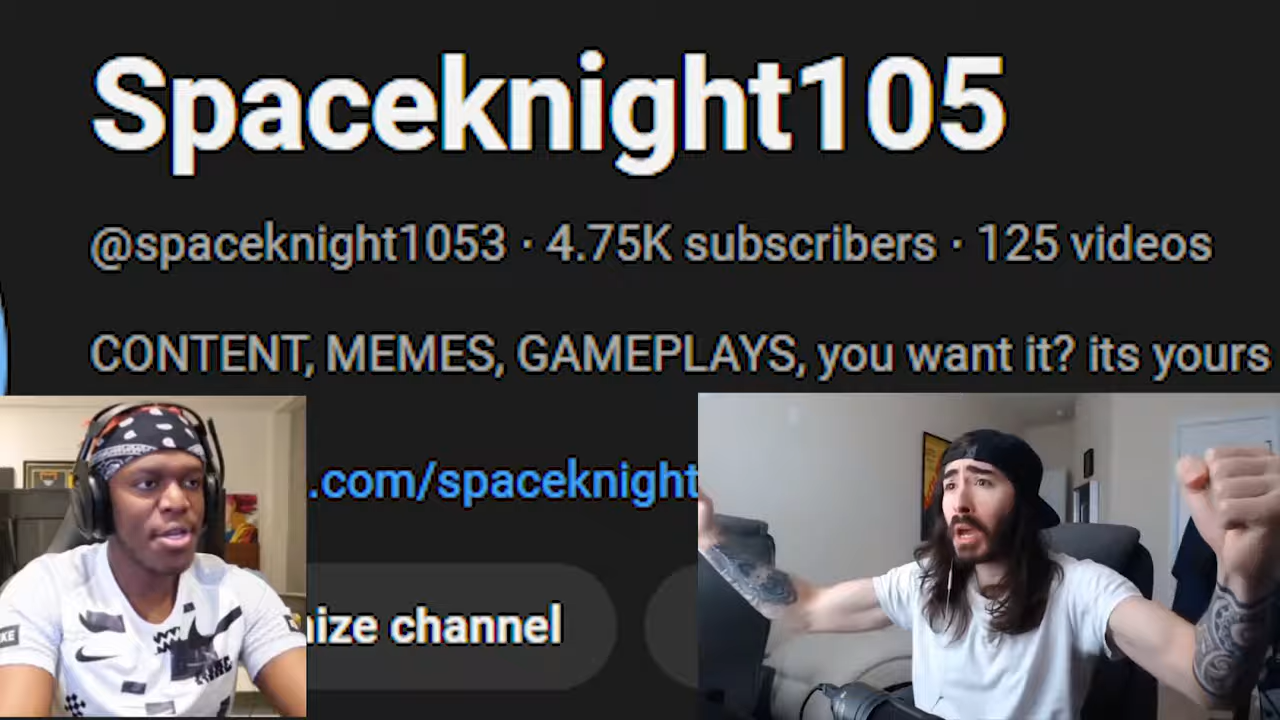 Spaceknight105
@spaceknight1053 · 4.75K subscribers · 125 videos
CONTENT, MEMES, GAMEPLAYS, you want it? its yours
.com/spaceknight
ize channel